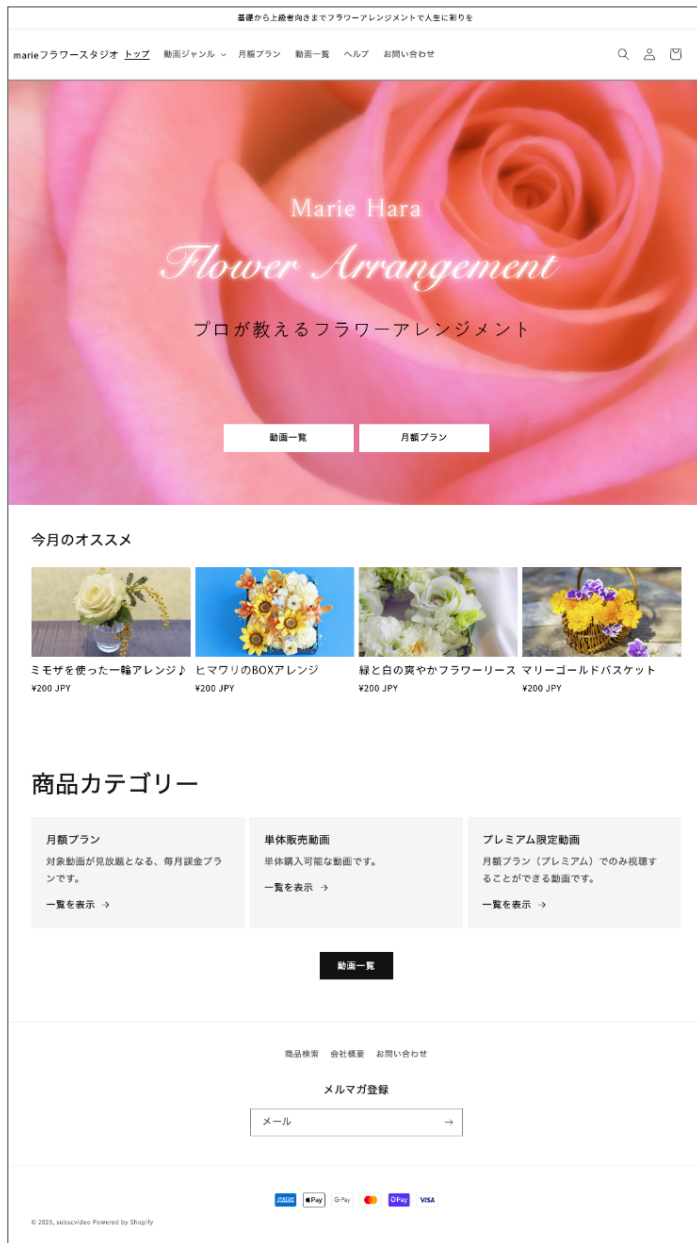 基礎から上級者向きまでフラワーアレンジメントで人生に彩りを
marieフラワースタジオ トップ 動画ジャンル 月額プラン 動画一覧 ヘルプ お問い合わせ
Marie Hara
Flower Arrangement
プロが教えるフラワーアレンジメント
動画一覧 月額プラン
今月のオススメ
ミモザを使った一輪アレンジ♪ ヒマワリのBOXアレンジ 緑と白の爽やかフラワーリース マリーゴールドバスケット
¥200 JPY ¥200 JPY ¥200 JPY ¥200 JPY
商品カテゴリー
月額プラン
対象動画が見放題となる、毎月課金プラ
ンです。
一覧を表示 →
単体販売動画
単体購入可能な動画です。
一覧を表示 →
プレミアム限定動画
月額プラン（プレミアム）でのみ視聴す
ることができる動画です。
一覧を表示 →
動画一覧
商品検索 会社概要 お問い合わせ
メルマガ登録
メール →
AMEX Pay G Pay O Pay VISA
© 2023, subscvideo Powered by Shopify